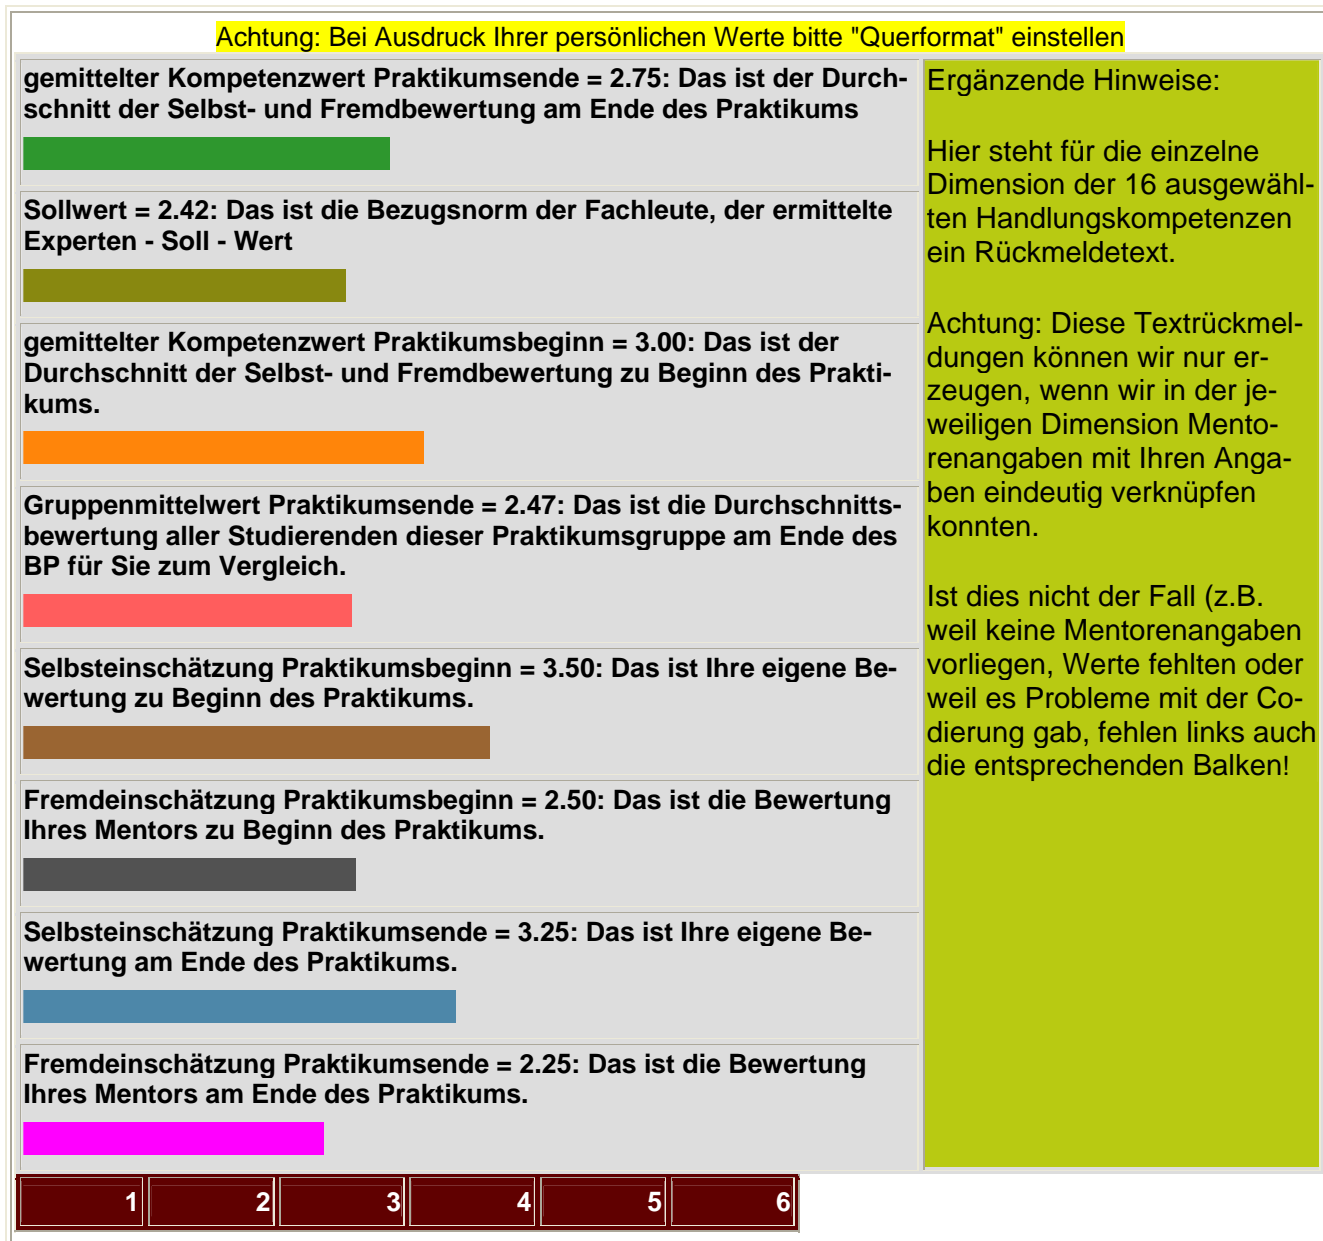 Achtung: Bei Ausdruck Ihrer persönlichen Werte bitte "Querformat" einstellen
gemittelter Kompetenzwert Praktikumsende = 2.75: Das ist der Durch-
schnitt der Selbst- und Fremdbewertung am Ende des Praktikums
Sollwert = 2.42: Das ist die Bezugsnorm der Fachleute, der ermittelte
Experten - Soll - Wert
gemittelter Kompetenzwert Praktikumsbeginn = 3.00: Das ist der
Durchschnitt der Selbst- und Fremdbewertung zu Beginn des Prakti-
kums.
Gruppenmittelwert Praktikumsende = 2.47: Das ist die Durchschnitts-
bewertung aller Studierenden dieser Praktikumsgruppe am Ende des
BP für Sie zum Vergleich.
Selbsteinschätzung Praktikumsbeginn = 3.50: Das ist Ihre eigene Be-
wertung zu Beginn des Praktikums.
Fremdeinschätzung Praktikumsbeginn = 2.50: Das ist die Bewertung
Ihres Mentors zu Beginn des Praktikums.
Selbsteinschätzung Praktikumsende = 3.25: Das ist Ihre eigene Be-
wertung am Ende des Praktikums.
Fremdeinschätzung Praktikumsende = 2.25: Das ist die Bewertung
Ihres Mentors am Ende des Praktikums.
1 2 3 4 5 6
Ergänzende Hinweise:
Hier steht für die einzelne
Dimension der 16 ausgewähl-
ten Handlungskompetenzen
ein Rückmeldetext.
Achtung: Diese Textrückmel-
dungen können wir nur er-
zeugen, wenn wir in der je-
weiligen Dimension Mento-
renangaben mit Ihren Anga-
ben eindeutig verknüpfen
konnten.
Ist dies nicht der Fall (z.B.
weil keine Mentorenangaben
vorliegen, Werte fehlten oder
weil es Probleme mit der Co-
dierung gab, fehlen links auch
die entsprechenden Balken!